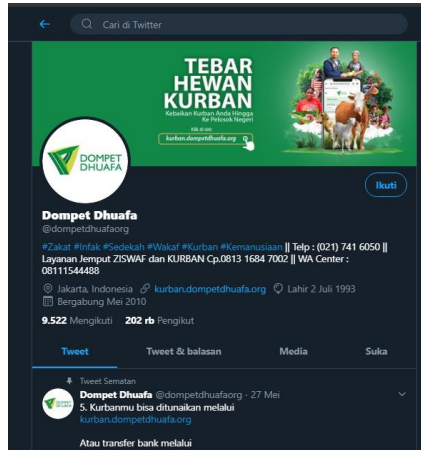 Cari di Twitter
TEBAR
HEWAN
KURBAN
Kebaikan Kurban Anda Hingga
Ke Pelosok Negeri
Klik di sini:
kurban.dompetdhuafa.org
DOMPET
DHUAFA
Ikuti
Dompet Dhuafa
@dompetdhuafaorg
#Zakat #Infak #Sedekah #Wakaf #Kurban #Kemanusiaan || Telp : (021) 741 6050 ||
Layanan Jemput ZISWAF dan KURBAN Cp.0813 1684 7002 || WA Center :
08111544488
Jakarta, Indonesia kurban.dompetdhuafa.org Lahir 2 Juli 1993
Bergabung Mei 2010
9.522 Mengikuti 202 rb Pengikut
Tweet Tweet & balasan Media Suka
Tweet Sematan
Dompet Dhuafa @dompetdhuafaorg · 27 Mei
5. Kurbanmu bisa ditunaikan melalui
kurban.dompetdhuafa.org
Atau transfer bank melalui